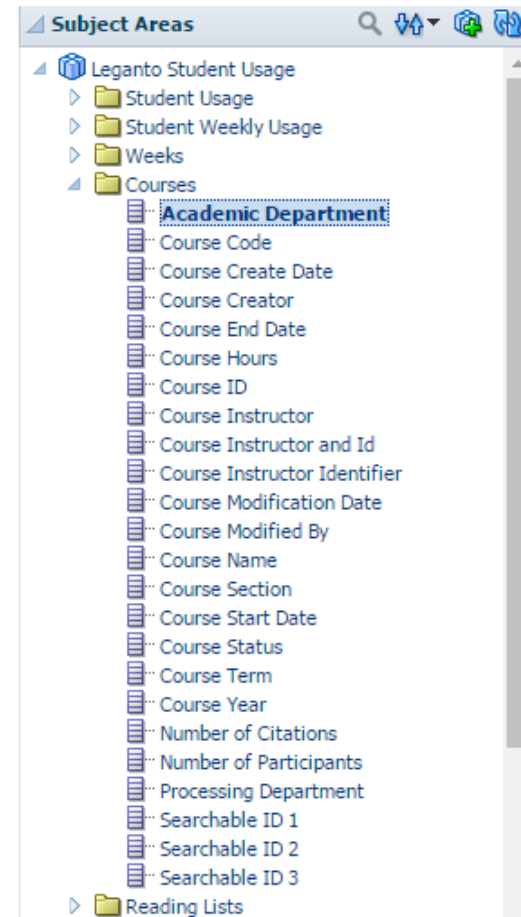 Subject Areas
Leganto Student Usage
Student Usage
Student Weekly Usage
Weeks
Courses
Academic Department
Course Code
Course Create Date
Course Creator
Course End Date
Course Hours
Course ID
Course Instructor
Course Instructor and Id
Course Instructor Identifier
Course Modification Date
Course Modified By
Course Name
Course Section
Course Start Date
Course Status
Course Term
Course Year
Number of Citations
Number of Participants
Processing Department
Searchable ID 1
Searchable ID 2
Searchable ID 3
Reading Lists